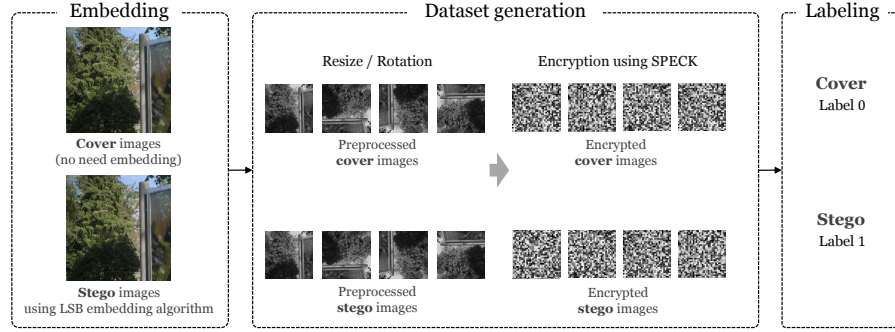 Embedding
Cover images
(no need embedding)
Stego images
using LSB embedding algorithm
Dataset generation
Resize / Rotation
Encryption using SPECK
Preprocessed
cover images
Encrypted
cover images
Preprocessed
stego images
Encrypted
stego images
Labeling
Cover
Label 0
Stego
Label 1